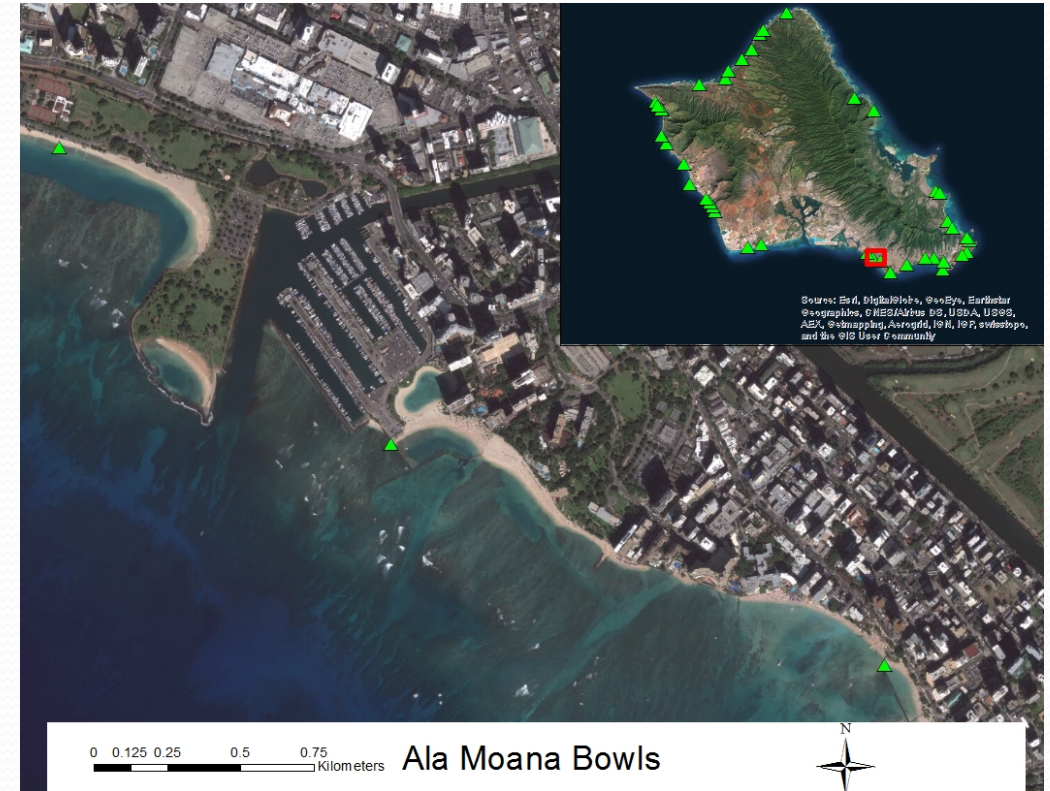 Source: Esri, DigitalGlobe, GeoEye, Earthstar
Geographics, CNES/Airbus DS, USDA, USGS,
AEX, Getmapping, Aerogrid, IGN, IGP, swisstopo,
and the GIS User Community
0 0.125 0.25 0.5 0.75
Kilometers
Ala Moana Bowls
N